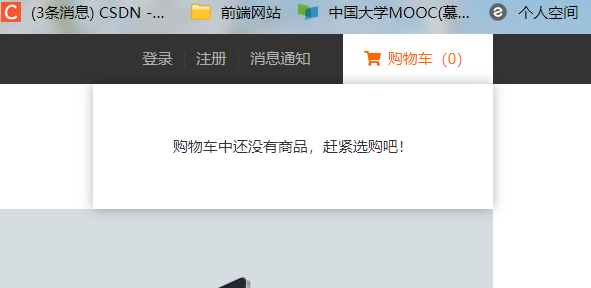 (3条消息) CSDN -... 前端网站 中国大学MOOC(慕... 个人空间
登录 注册 消息通知 购物车（0）
购物车中还没有商品，赶紧选购吧！